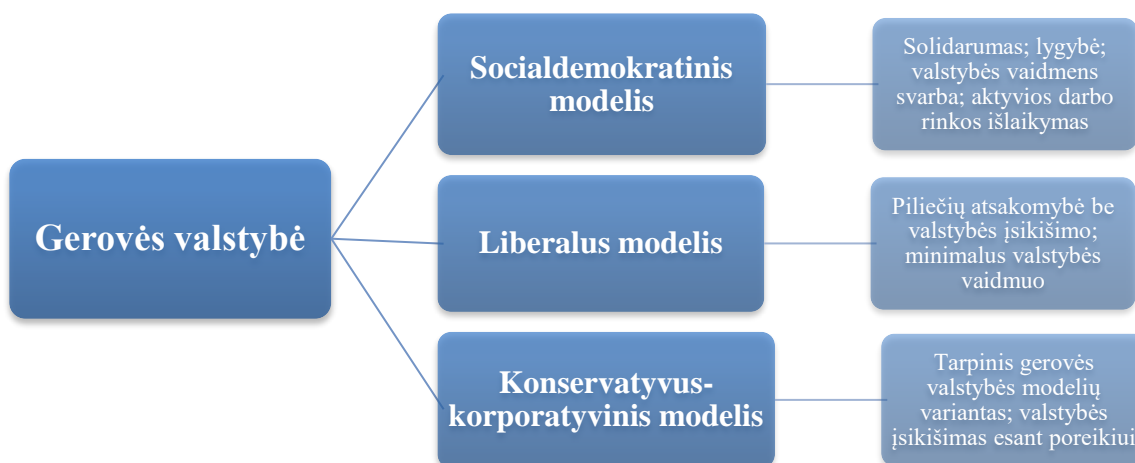 Gerovės valstybė
Socialdemokratinis
modelis
Solidarumas; lygybė;
valstybės vaidmens
svarba; aktyvios darbo
rinkos išlaikymas
Liberalus modelis
Piliečių atsakomybė be
valstybės įsikišimo;
minimalus valstybės
vaidmuo
Konservatyvus-
korporatyvinis modelis
Tarpinis gerovės
valstybės modelių
variantas; valstybės
įsikišimas esant poreikiui